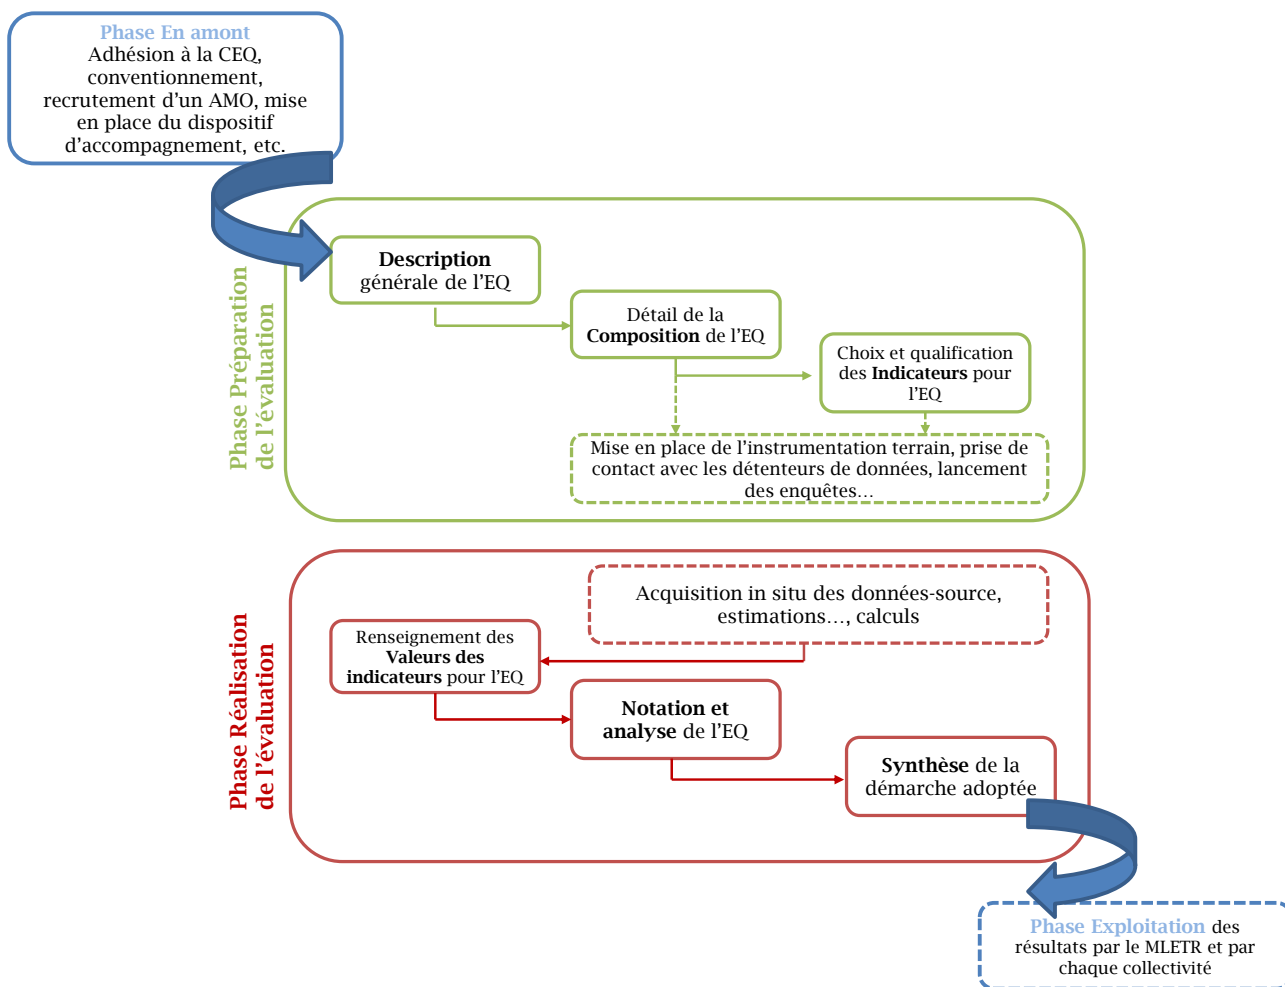 Phase En amont
Adhésion à la CEQ,
conventionnement,
recrutement d'un AMO, mise
en place du dispositif
d'accompagnement, etc.
Phase Préparation
de l'évaluation
Description
générale de l'EQ
Détail de la
Composition de l'EQ
Choix et qualification
des Indicateurs pour
l'EQ
Mise en place de l'instrumentation terrain, prise de
contact avec les détenteurs de données, lancement
des enquêtes…
Phase Réalisation
de l'évaluation
Acquisition in situ des données-source,
estimations…, calculs
Renseignement des
Valeurs des
indicateurs pour l'EQ
Notation et
analyse de l'EQ
Synthèse de la
démarche adoptée
Phase Exploitation des
résultats par le MLETR et par
chaque collectivité